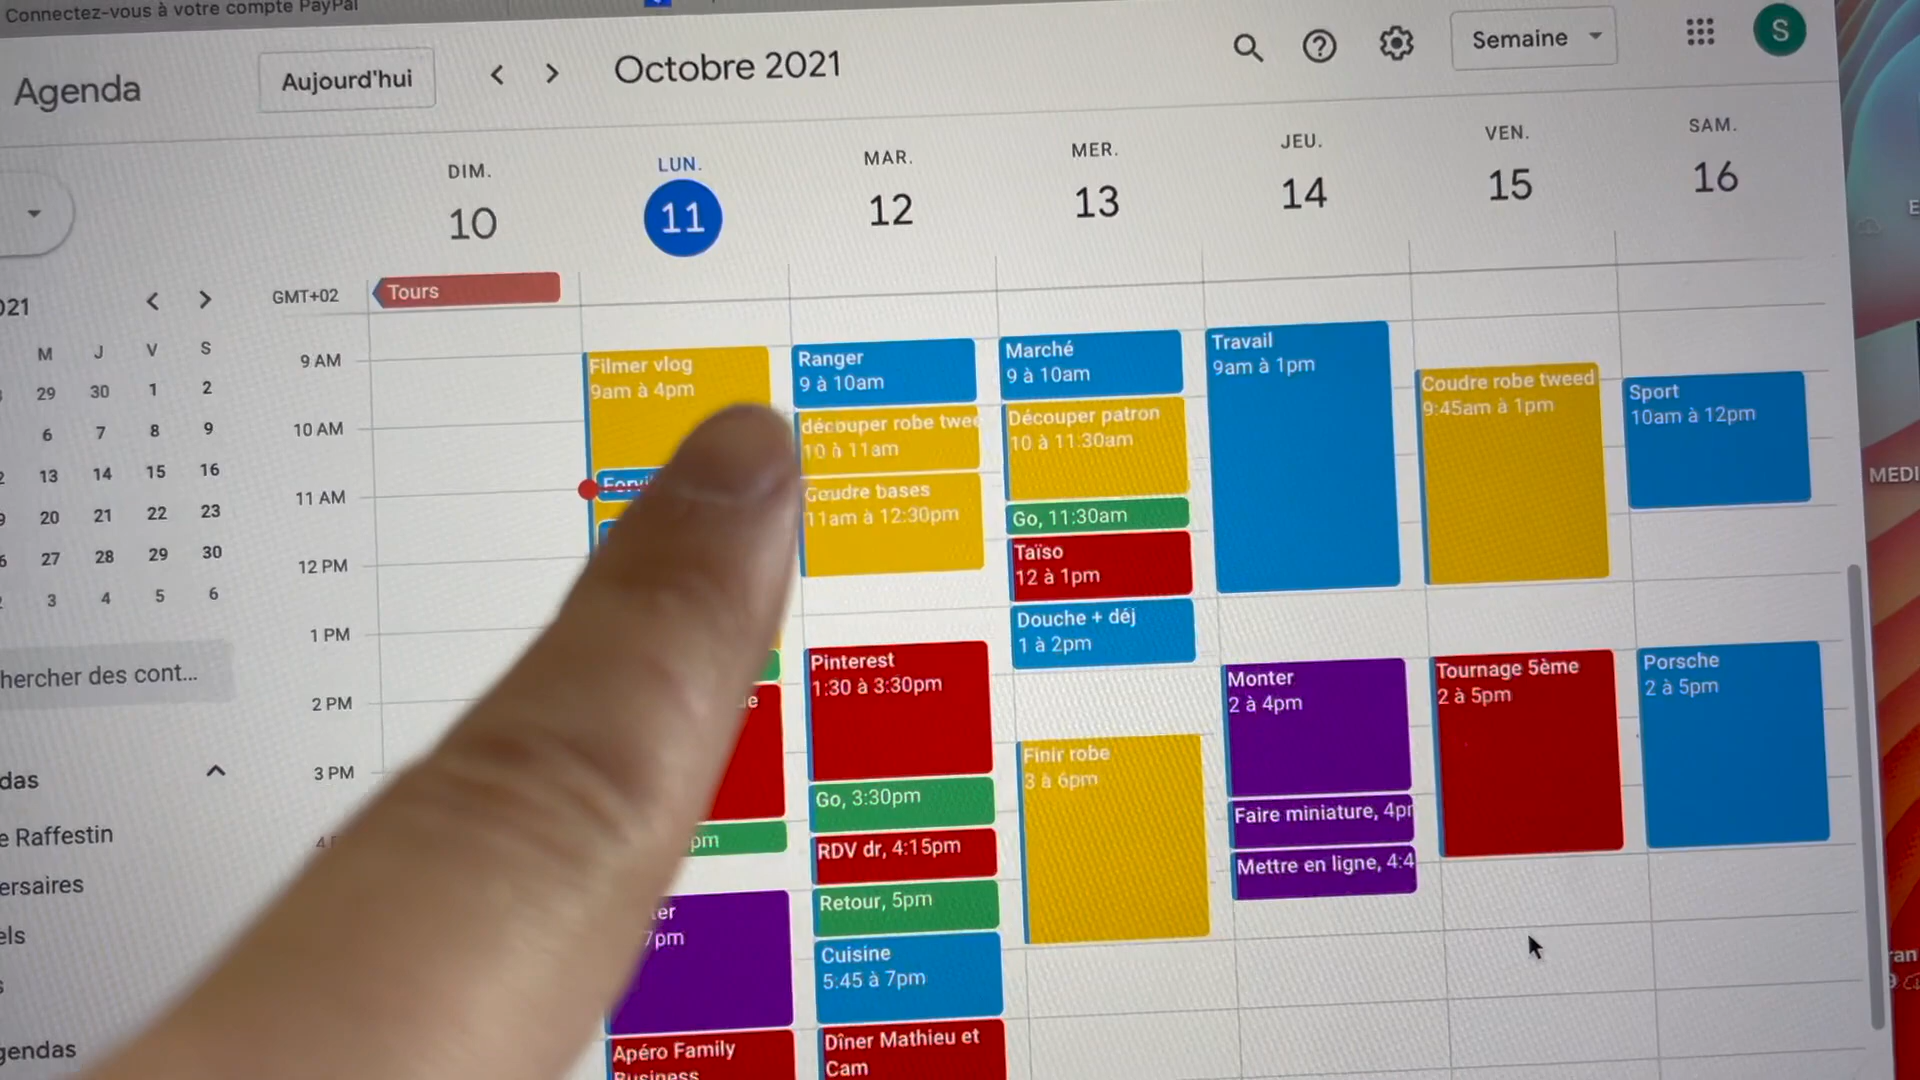 Connectez-vous à votre compte PayPal
Agenda
Aujourd'hui
Octobre 2021
Semaine
S
DIM.
10
LUN.
11
MAR.
12
MER.
13
JEU.
14
VEN.
15
SAM.
16
GMT+02
Tours
M J V S
29 30 1 2
6 7 8 9
13 14 15 16
20 21 22 23
27 28 29 30
3 4 5 6
9 AM
10 AM
11 AM
12 PM
1 PM
2 PM
3 PM
Filmer vlog
9am à 4pm
pm
7pm
Apéro Family
Business
Ranger
9 à 10am
découper robe twee
10 à 11am
Coudre bases
11am à 12:30pm
Pinterest
1:30 à 3:30pm
Go, 3:30pm
RDV dr, 4:15pm
Retour, 5pm
Cuisine
5:45 à 7pm
Dîner Mathieu et
Cam
Marché
9 à 10am
Découper patron
10 à 11:30am
Go, 11:30am
Taïso
12 à 1pm
Douche + déj
1 à 2pm
Finir robe
3 à 6pm
Travail
9am à 1pm
Monter
2 à 4pm
Faire miniature, 4pr
Mettre en ligne, 4:4
Coudre robe tweed
9:45am à 1pm
Tournage 5ème
2 à 5pm
Sport
10am à 12pm
Porsche
2 à 5pm
hercher des cont...
das
e Raffestin
ersaires
els
gendas
MEDI